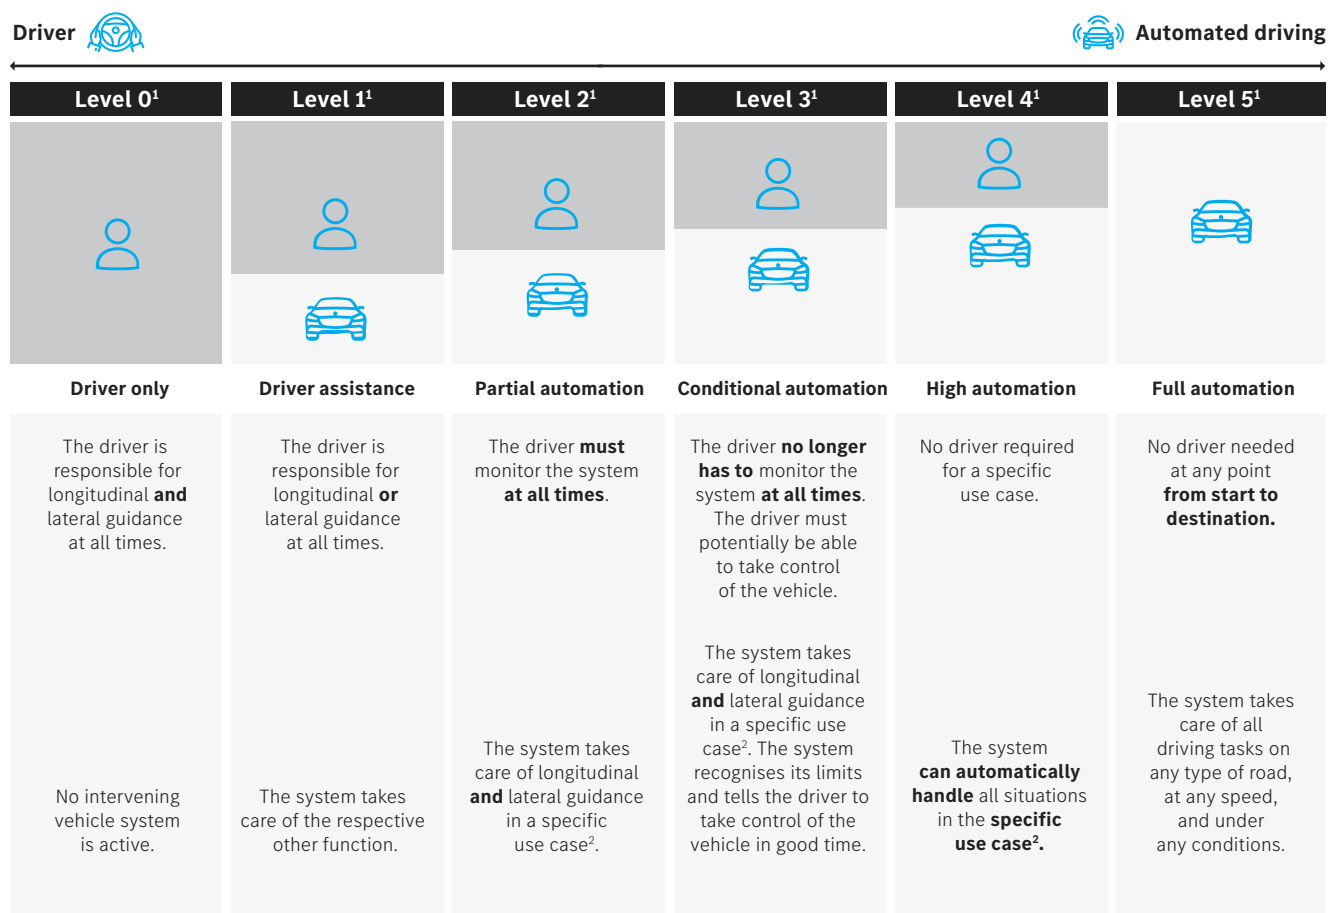 Driver
Automated driving
Level 0¹
Level 1¹
Level 2¹
Level 3¹
Level 4¹
Level 5¹
Driver only
Driver assistance
Partial automation
Conditional automation
High automation
Full automation
The driver is
responsible for
longitudinal and
lateral guidance
at all times.
No intervening
vehicle system
is active.
The driver is
responsible for
longitudinal or
lateral guidance
at all times.
The system takes
care of the respective
other function.
The driver must
monitor the system
at all times.
The system takes
care of longitudinal
and lateral guidance
in a specific
use case².
The driver no longer
has to monitor the
system at all times.
The driver must
potentially be able
to take control
of the vehicle.
The system takes
care of longitudinal
and lateral guidance
in a specific use
case². The system
recognises its limits
and tells the driver to
take control of the
vehicle in good time.
No driver required
for a specific
use case.
The system
can automatically
handle all situations
in the specific
use case².
No driver needed
at any point
from start to
destination.
The system takes
care of all
driving tasks on
any type of road,
at any speed,
and under
any conditions.